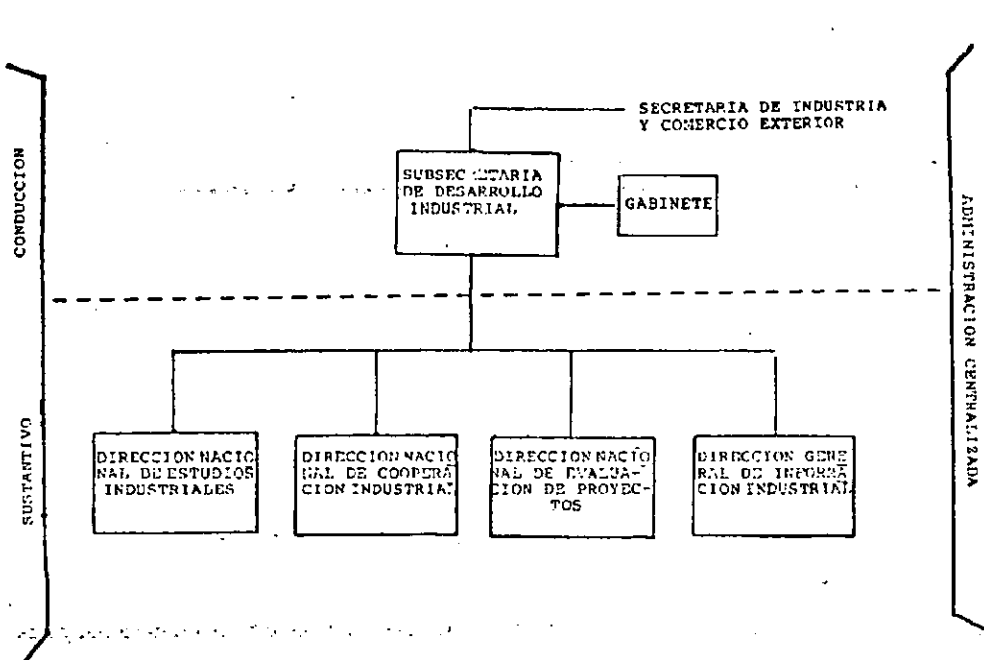 SECRETARIA DE INDUSTRIA
Y COMERCIO EXTERIOR
CONDUCCION
DE DESARROLLO
INDUSTRIAL
GABINETE
ADMINISTRACION CENTRALIZADA
SUSTANTIVO
DIRECCION NACIO
NAL DE ESTUDIOS
INDUSTRIALES
DIRECCION NACIO
NAL DE COOPERA
CION INDUSTRIAL
DIRECCION NACIO
NAL DE EVALUA-
CION DE PROYEC-
TOS
DIRECCION GENE
RAL DE INFORMA
CION INDUSTRIAL